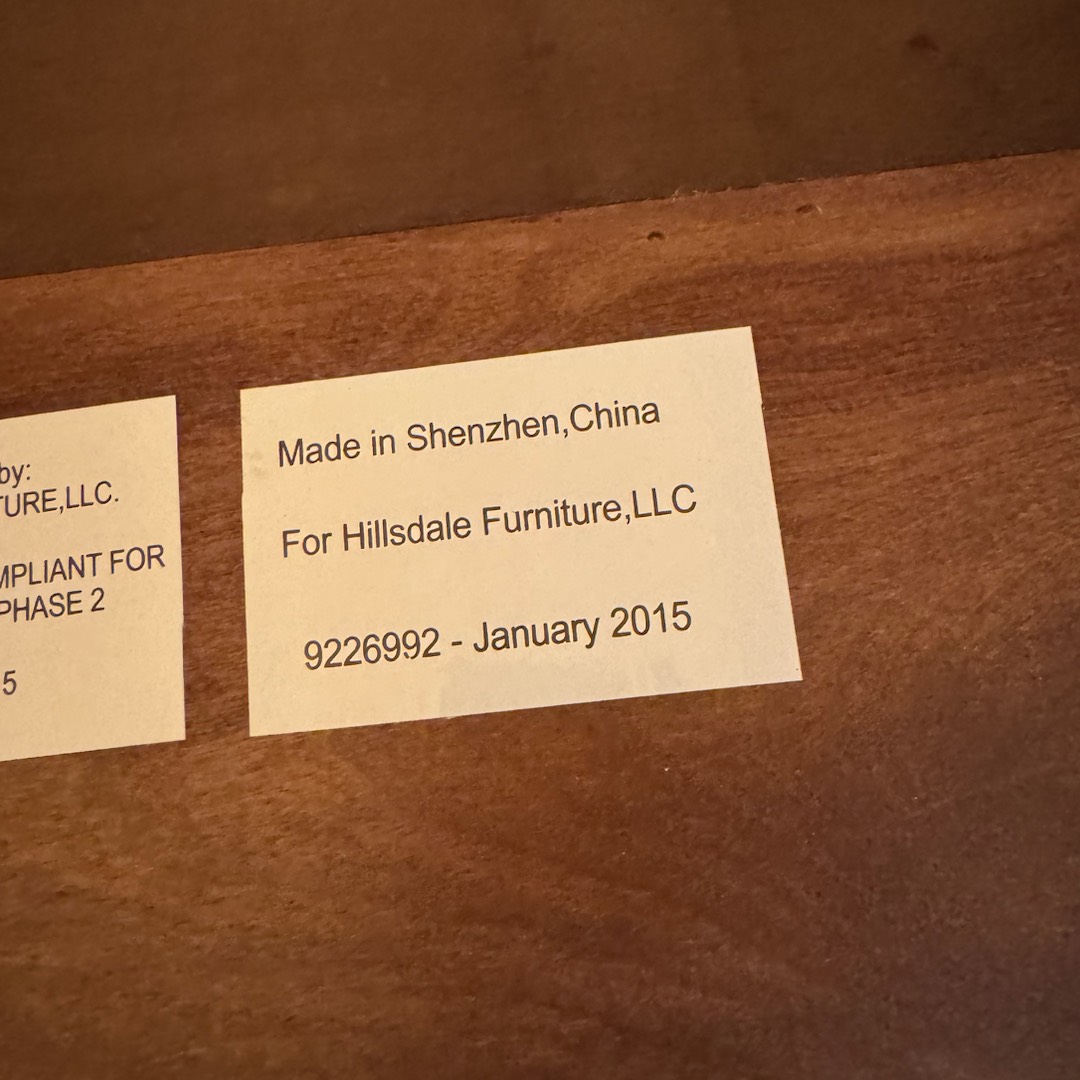 by:
TURE,LLC.
MPLIANT FOR
PHASE 2
5
Made in Shenzhen,China
For Hillsdale Furniture,LLC
9226992 - January 2015